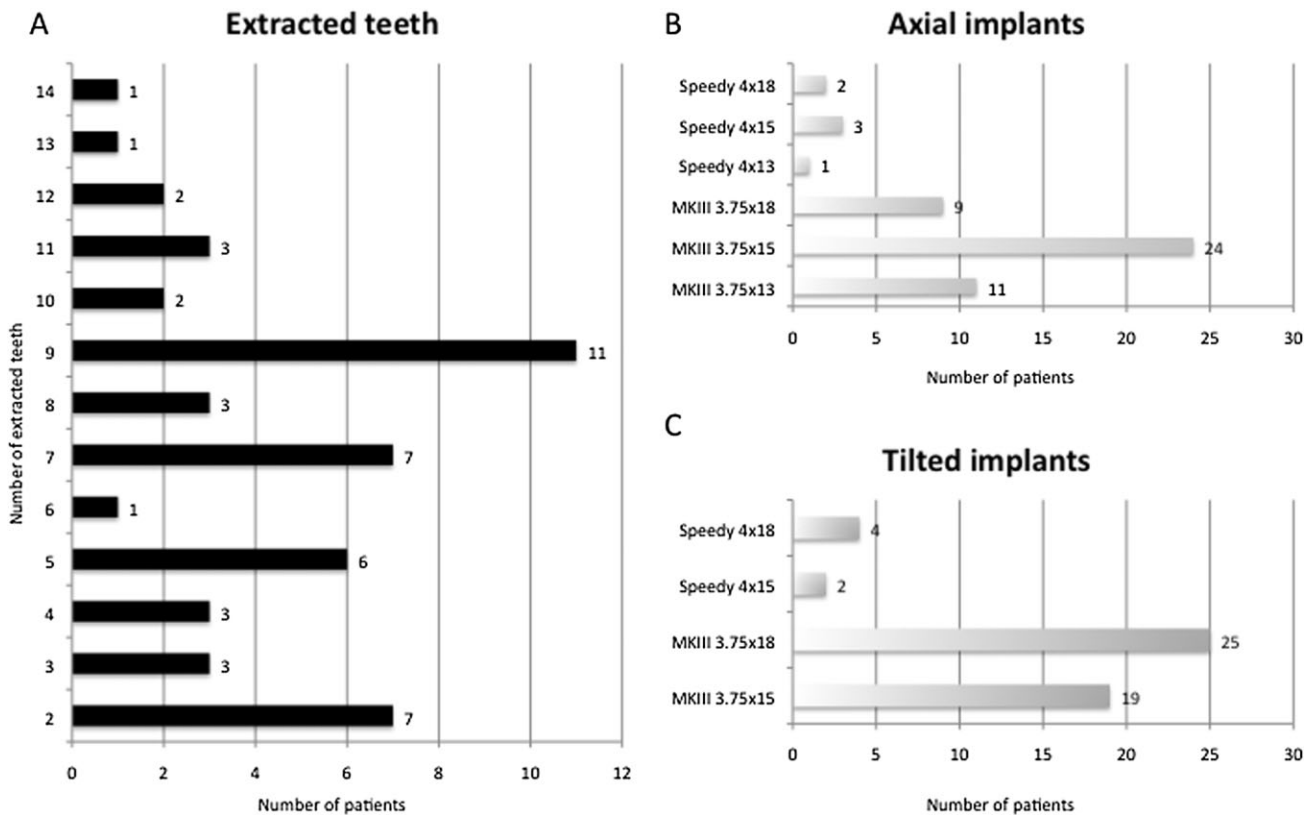 A
Extracted teeth
Number of extracted teeth
14 1
13 1
12 2
11 3
10 2
9 11
8 3
7 7
6 1
5 6
4 3
3 3
2 7
0 2 4 6 8 10 12
Number of patients
B
Axial implants
Speedy 4x18 2
Speedy 4x15 3
Speedy 4x13 1
MKIII 3.75x18 9
MKIII 3.75x15 24
MKIII 3.75x13 11
0 5 10 15 20 25 30
Number of patients
C
Tilted implants
Speedy 4x18 4
Speedy 4x15 2
MKIII 3.75x18 25
MKIII 3.75x15 19
0 5 10 15 20 25 30
Number of patients